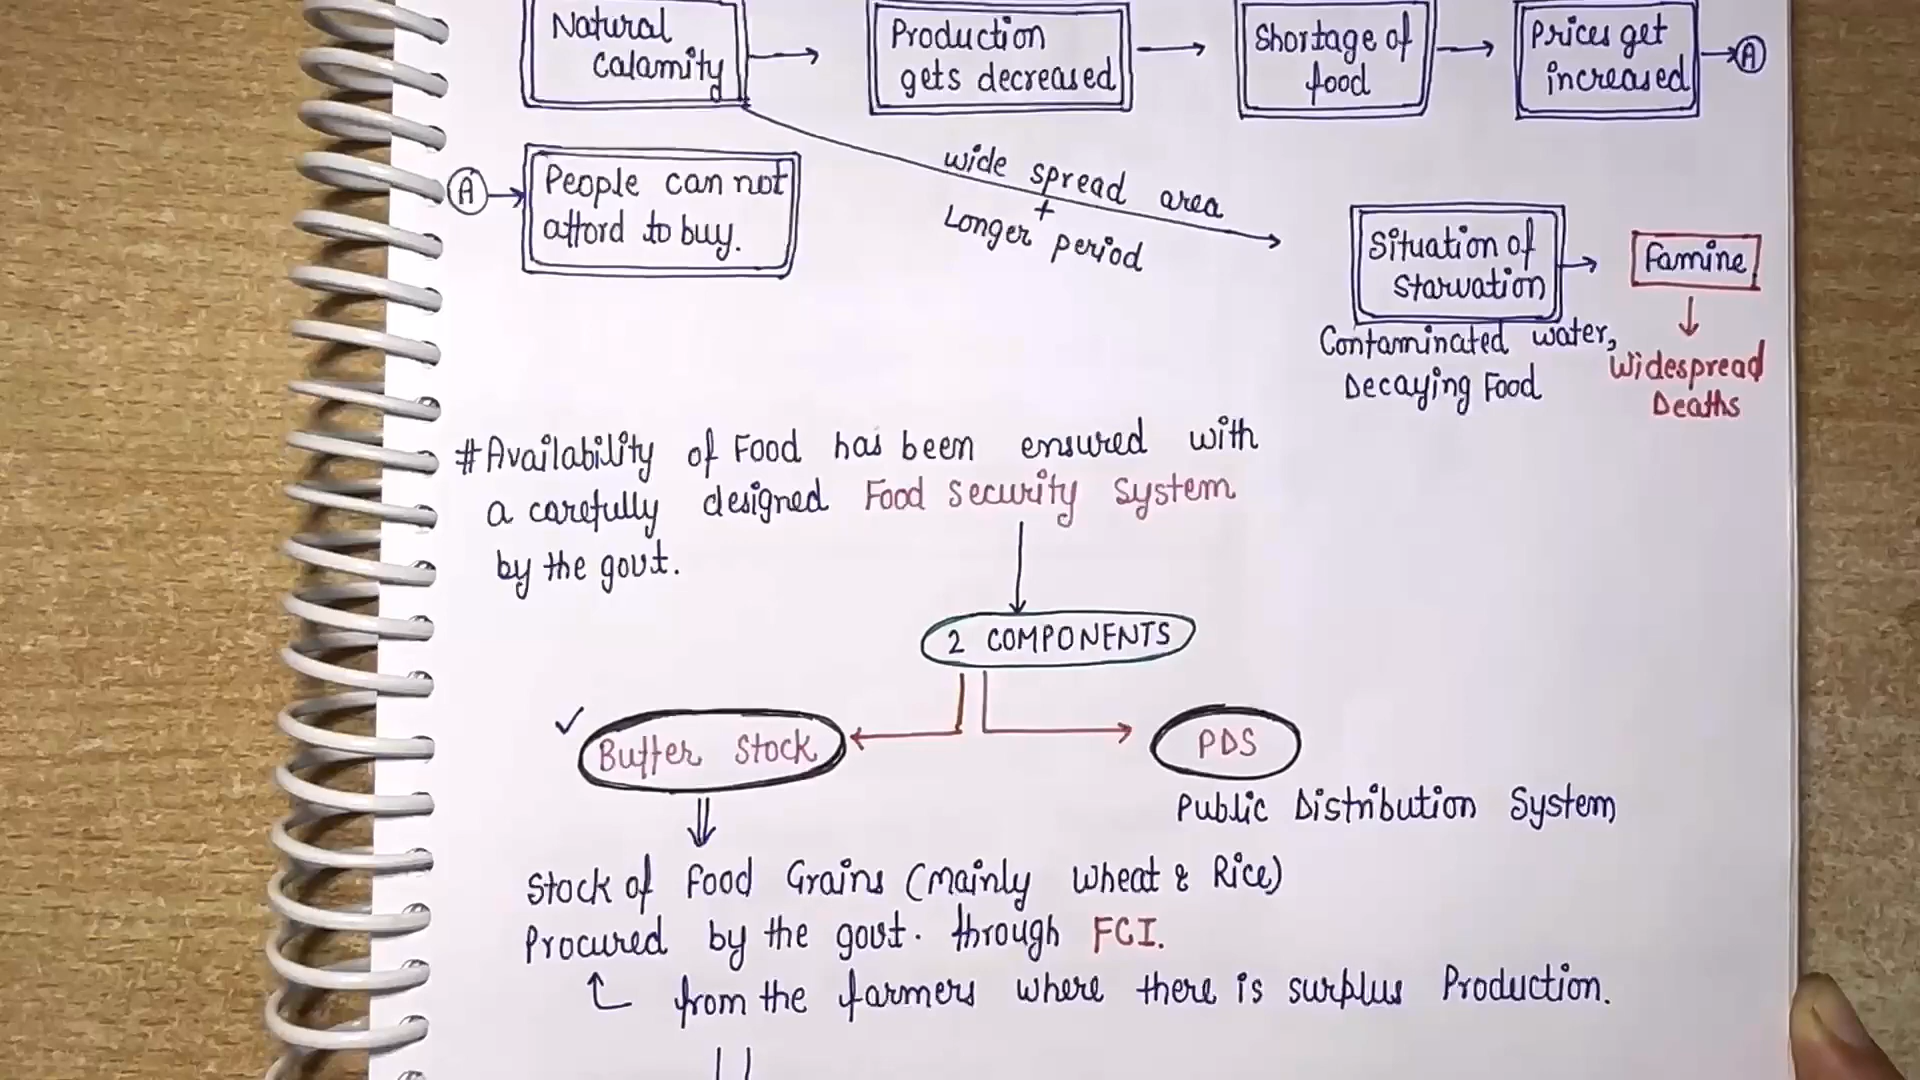 Natural
calamity
Production
gets decreased
Shortage of
food
Prices get
increased
A
A
People can not
afford to buy.
wide spread area
+
Longer period
Situation of
starvation
Famine
Contaminated water,
Decaying Food
Widespread
Deaths
#Availability of Food has been ensured with
a carefully designed Food Security System
by the govt.
2 COMPONENTS
Buffer Stock
PDS
Public Distribution System
Stock of Food Grains (Mainly Wheat & Rice)
Procured by the govt. through FCI.
from the farmers where there is surplus Production.